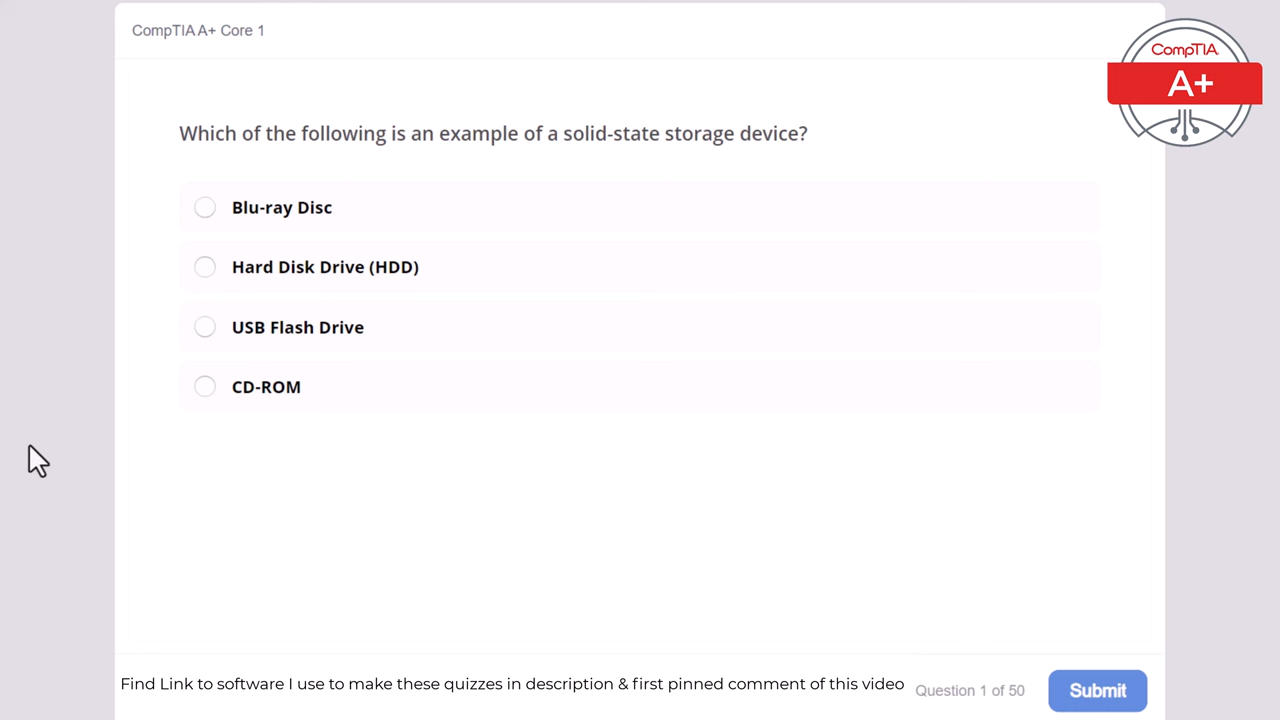 CompTIA A+ Core 1
CompTIA.
A+
Which of the following is an example of a solid-state storage device?
Blu-ray Disc
Hard Disk Drive (HDD)
USB Flash Drive
CD-ROM
Find Link to software I use to make these quizzes in description & first pinned comment of this video
Question 1 of 50
Submit